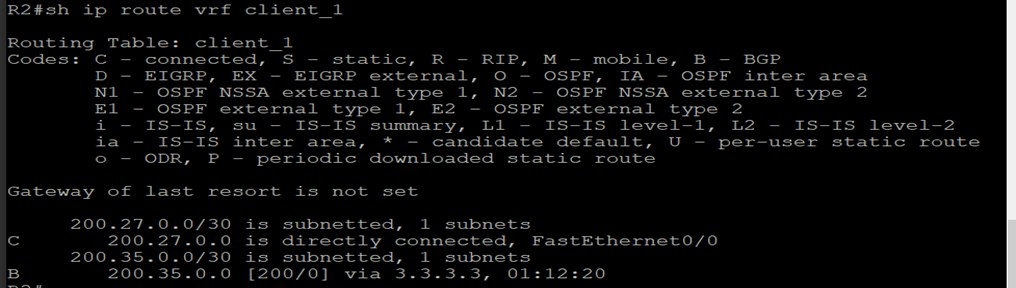 R2#sh ip route vrf client_1
Routing Table: client_1
Codes: C - connected, S - static, R - RIP, M - mobile, B - BGP
D - EIGRP, EX - EIGRP external, O - OSPF, IA - OSPF inter area
N1 - OSPF NSSA external type 1, N2 - OSPF NSSA external type 2
E1 - OSPF external type 1, E2 - OSPF external type 2
i - IS-IS, su - IS-IS summary, L1 - IS-IS level-1, L2 - IS-IS level-2
ia - IS-IS inter area, * - candidate default, U - per-user static route
o - ODR, P - periodic downloaded static route
Gateway of last resort is not set
200.27.0.0/30 is subnetted, 1 subnets
C 200.27.0.0 is directly connected, FastEthernet0/0
200.35.0.0/30 is subnetted, 1 subnets
B 200.35.0.0 [200/0] via 3.3.3.3, 01:12:20
R2#